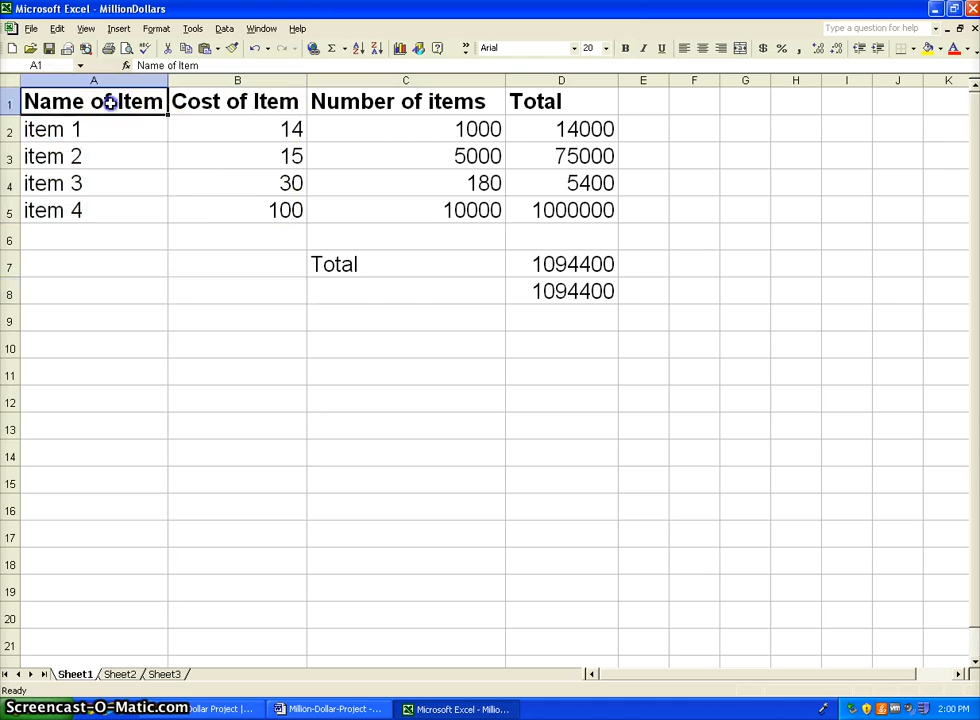 Microsoft Excel - MillionDollars
File Edit View Insert Format Tools Data Window Help Type a question for help
Arial 20 B I U $ % ,
A1 fx Name of Item
A B C D E F G H I J K
1 Name of Item Cost of Item Number of items Total
2 item 1 14 1000 14000
3 item 2 15 5000 75000
4 item 3 30 180 5400
5 item 4 100 10000 1000000
6
7 Total 1094400
8 1094400
9
10
11
12
13
14
15
16
17
18
19
20
21
Sheet1 Sheet2 Sheet3
Ready
Screencast-O-Matic.com Dollar Project |... Million-Dollar-Project -... Microsoft Excel - Millio... 2:00 PM